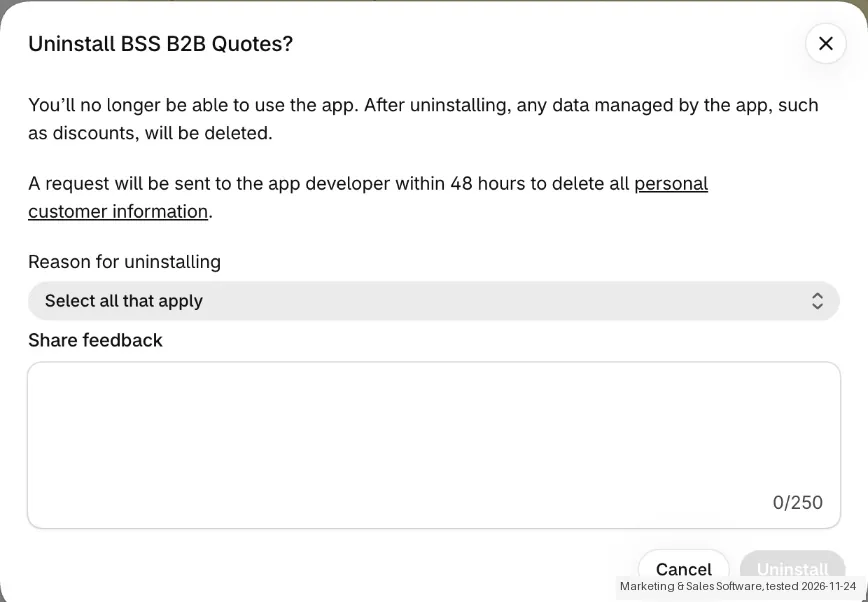 Uninstall BSS B2B Quotes?
You’ll no longer be able to use the app. After uninstalling, any data managed by the app, such
as discounts, will be deleted.
A request will be sent to the app developer within 48 hours to delete all personal
customer information.
Reason for uninstalling
Select all that apply
Share feedback
0/250
Cancel
Uninstall
Marketing & Sales Software, tested 2026-11-24